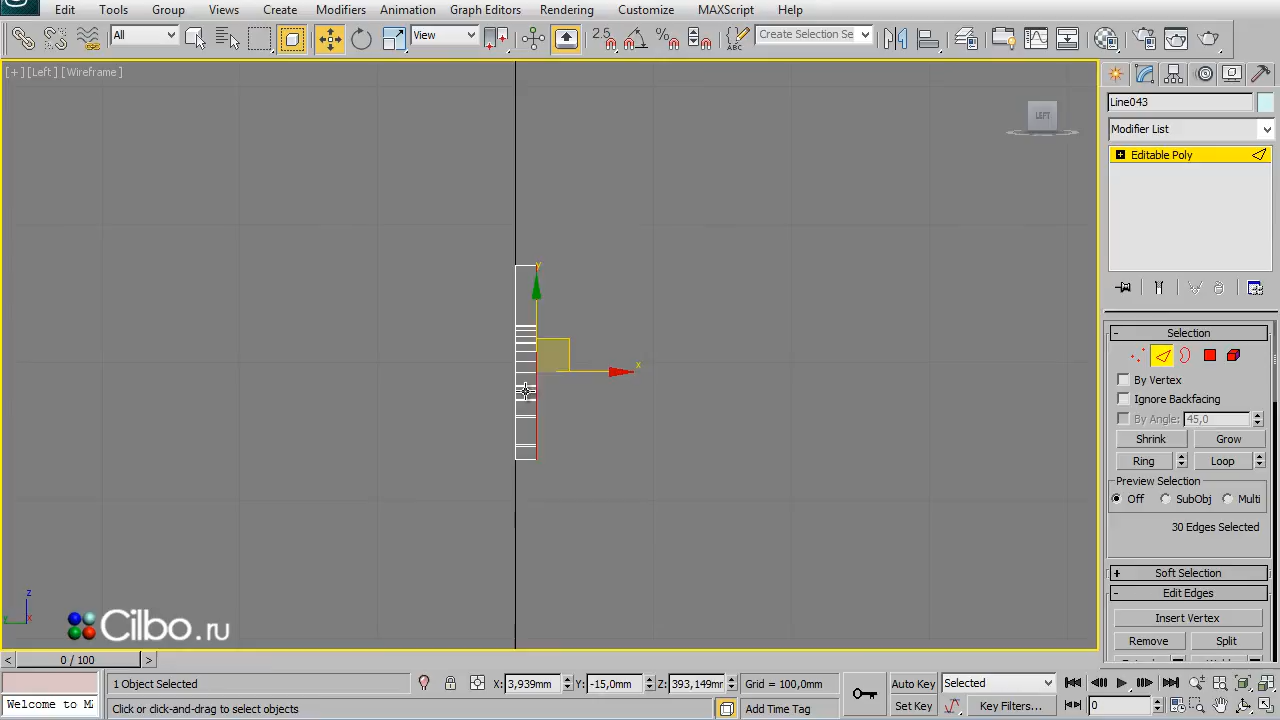 Edit Tools Group Views Create Modifiers Animation Graph Editors Rendering Customize MAXScript Help
All View 2.5 % ABC Create Selection Se
[+] [Left] [Wireframe]
LEFT
Line043
Modifier List
Editable Poly
y
x
- Selection
By Vertex
Ignore Backfacing
By Angle: 45,0
Shrink Grow
Ring Loop
Preview Selection
Off SubObj Multi
30 Edges Selected
+ Soft Selection
- Edit Edges
Insert Vertex
Remove Split
z
y x
Cilbo.ru
< 0 / 100 >
1 Object Selected X: 3,939mm Y: -15,0mm Z: 393,149mm Grid = 100,0mm Auto Key Selected
Welcome to M Click or click-and-drag to select objects Add Time Tag Set Key Key Filters... 0